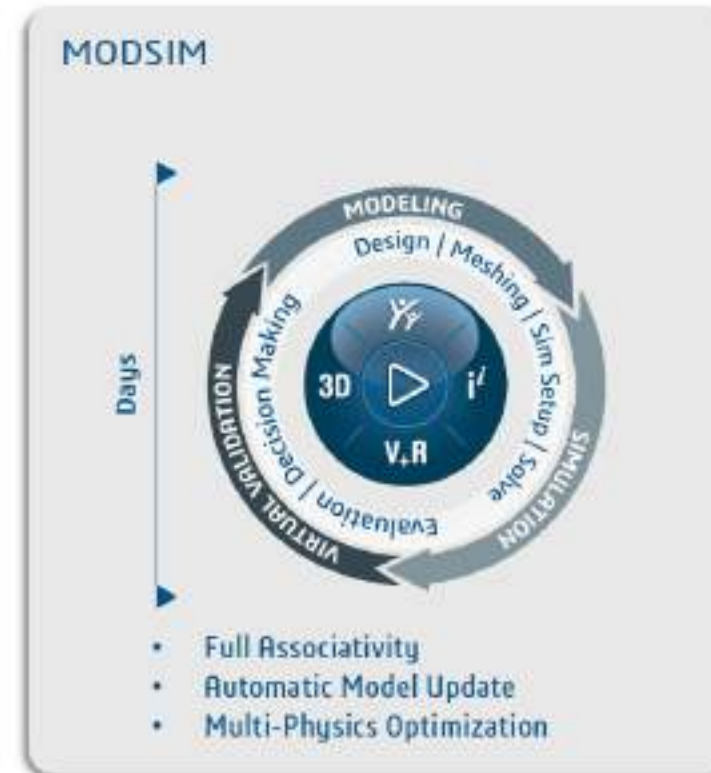 MODSIM
MODELING
Design / Meshing / Sim Setup / Solve
SIMULATION
Evaluation / Decision Making
VIRTUAL VALIDATION
3D
i
V+R
Days
• Full Associativity
• Automatic Model Update
• Multi-Physics Optimization